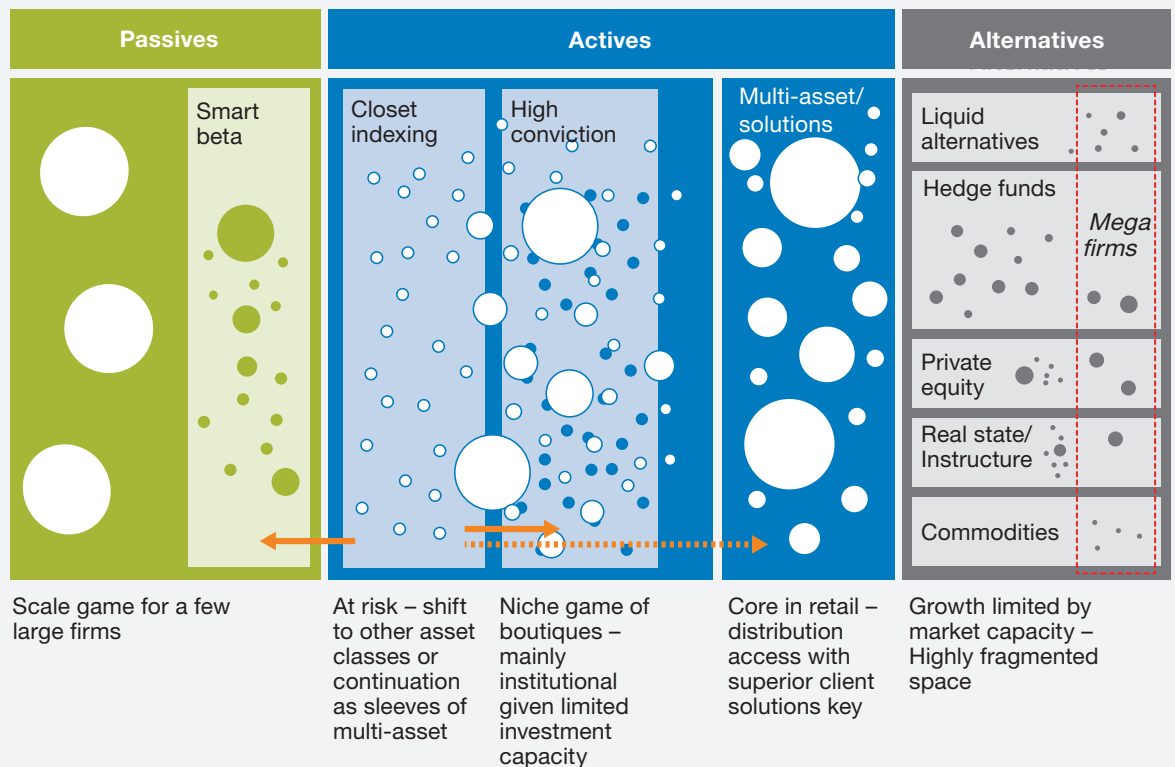 Passives
Actives
Alternatives
Smart
beta
Closet
indexing
High
conviction
Multi-asset/
solutions
Liquid
alternatives
Hedge funds
Mega
firms
Private
equity
Real state/
Instructure
Commodities
Scale game for a few
large firms
At risk – shift
to other asset
classes or
continuation
as sleeves of
multi-asset
Niche game of
boutiques –
mainly
institutional
given limited
investment
capacity
Core in retail –
distribution
access with
superior client
solutions key
Growth limited by
market capacity –
Highly fragmented
space